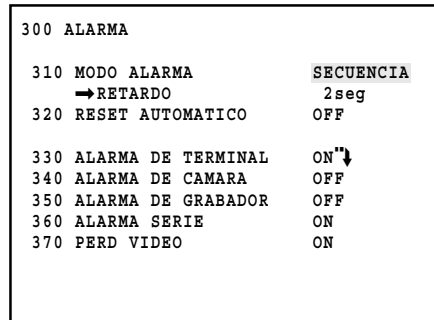 300 ALARMA
310 MODO ALARMA SECUENCIA
➡RETARDO 2seg
320 RESET AUTOMATICO OFF
330 ALARMA DE TERMINAL ON
340 ALARMA DE CAMARA OFF
350 ALARMA DE GRABADOR OFF
360 ALARMA SERIE ON
370 PERD VIDEO ON